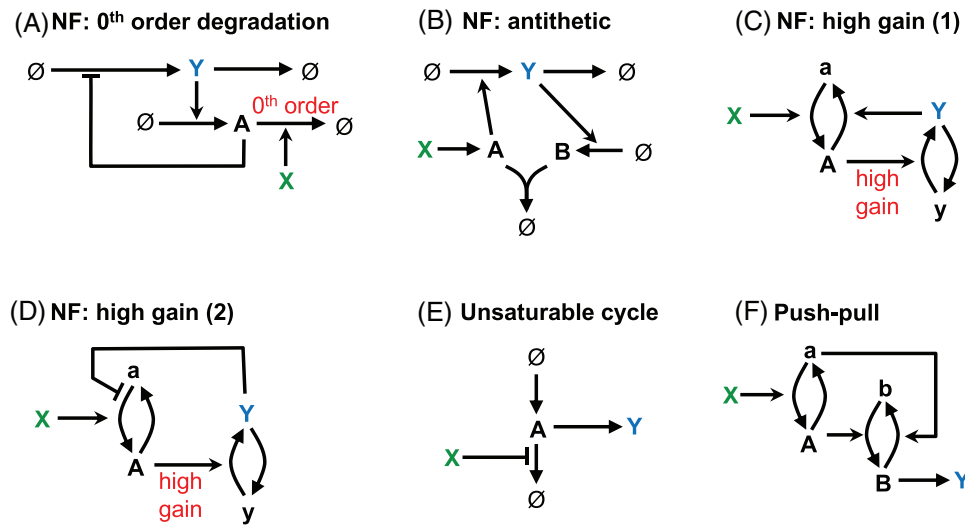 (A) NF: 0th order degradation
Ø Y Ø
0th order
Ø A Ø
X
(B) NF: antithetic
Ø Y Ø
X A B Ø
Ø
(C) NF: high gain (1)
a
X Y
A
high
gain
y
(D) NF: high gain (2)
a
X Y
A
high
gain
y
(E) Unsaturable cycle
Ø
A Y
X
Ø
(F) Push-pull
a
X b
A
B Y